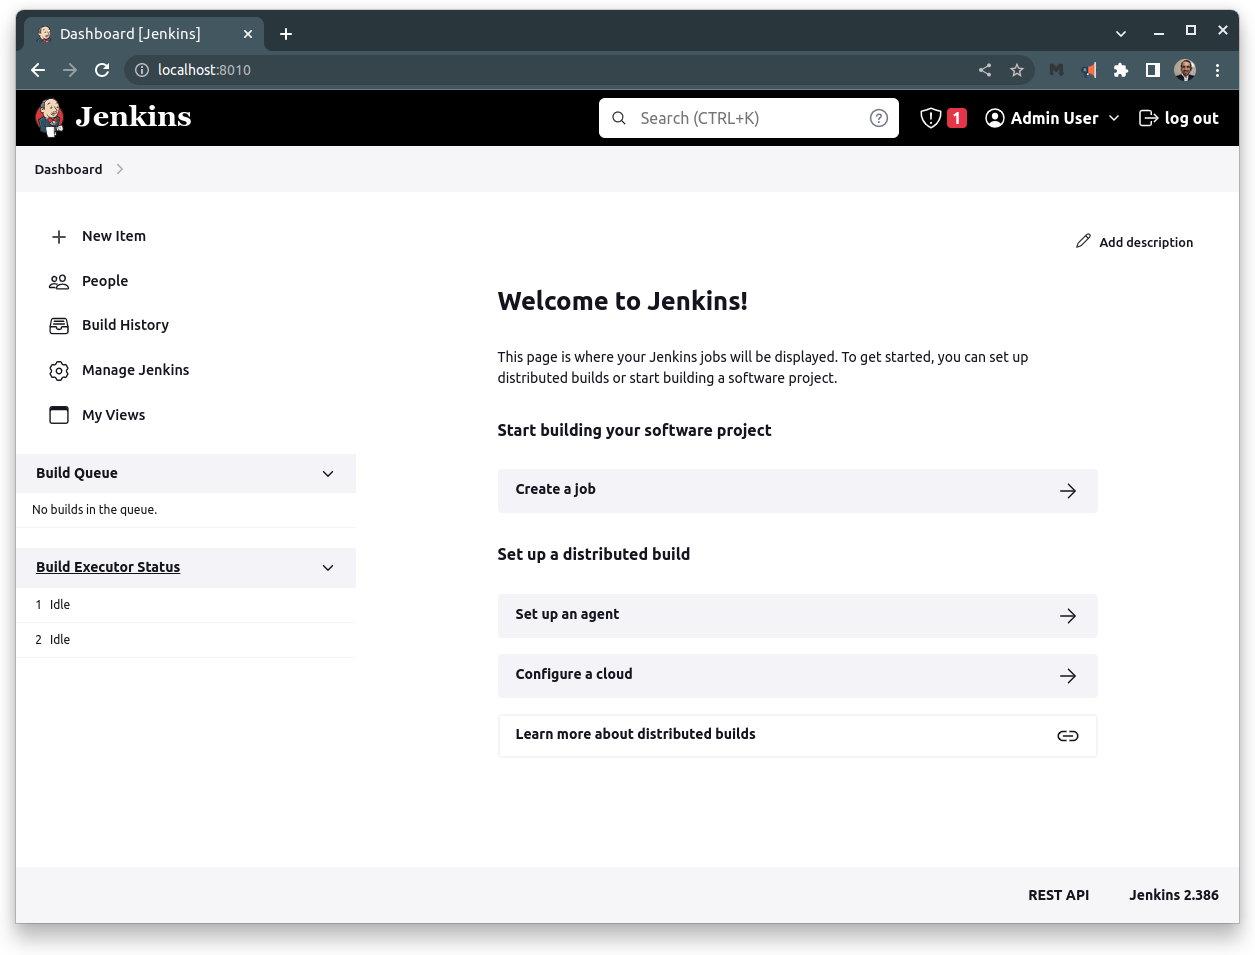 Dashboard [Jenkins]
localhost:8010
Jenkins
Search (CTRL+K)
1
Admin User
log out
Dashboard
New Item
People
Build History
Manage Jenkins
My Views
Build Queue
No builds in the queue.
Build Executor Status
1 Idle
2 Idle
Add description
Welcome to Jenkins!
This page is where your Jenkins jobs will be displayed. To get started, you can set up
distributed builds or start building a software project.
Start building your software project
Create a job
Set up a distributed build
Set up an agent
Configure a cloud
Learn more about distributed builds
REST API
Jenkins 2.386